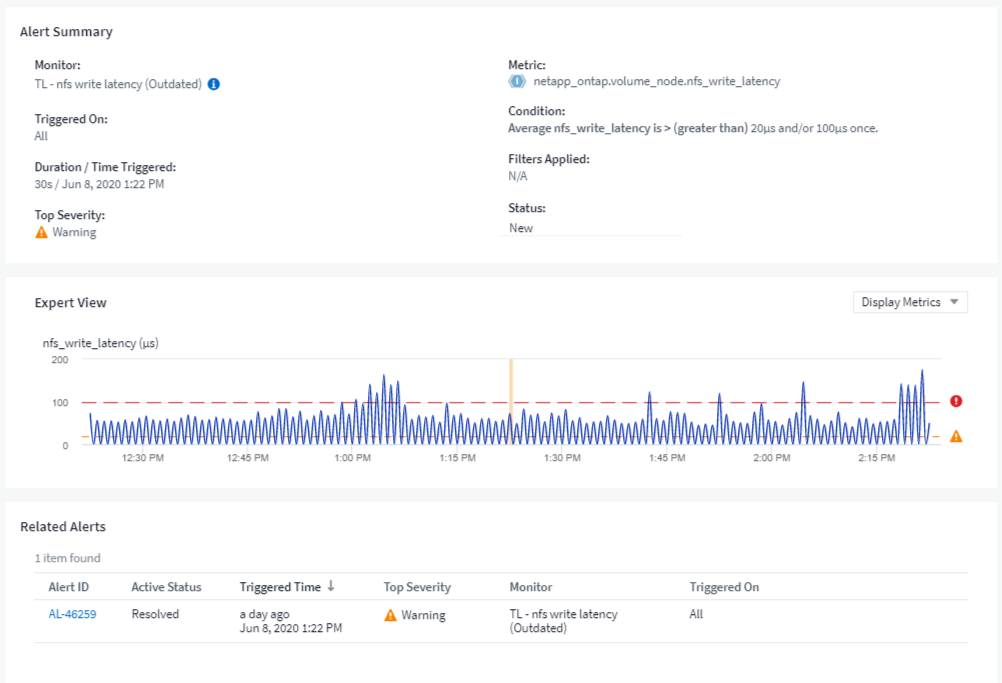 Alert Summary
Monitor:
TL - nfs write latency (Outdated)
Triggered On:
All
Duration / Time Triggered:
30s / Jun 8, 2020 1:22 PM
Top Severity:
Warning
Metric:
netapp_ontap.volume_node.nfs_write_latency
Condition:
Average nfs_write_latency is > (greater than) 20µs and/or 100µs once.
Filters Applied:
N/A
Status:
New
Expert View
Display Metrics
nfs_write_latency (µs)
200
100
0
12:30 PM 12:45 PM 1:00 PM 1:15 PM 1:30 PM 1:45 PM 2:00 PM 2:15 PM
Related Alerts
1 item found
Alert ID Active Status Triggered Time ↓ Top Severity Monitor Triggered On
AL-46259 Resolved a day ago Warning TL - nfs write latency All
Jun 8, 2020 1:22 PM (Outdated)